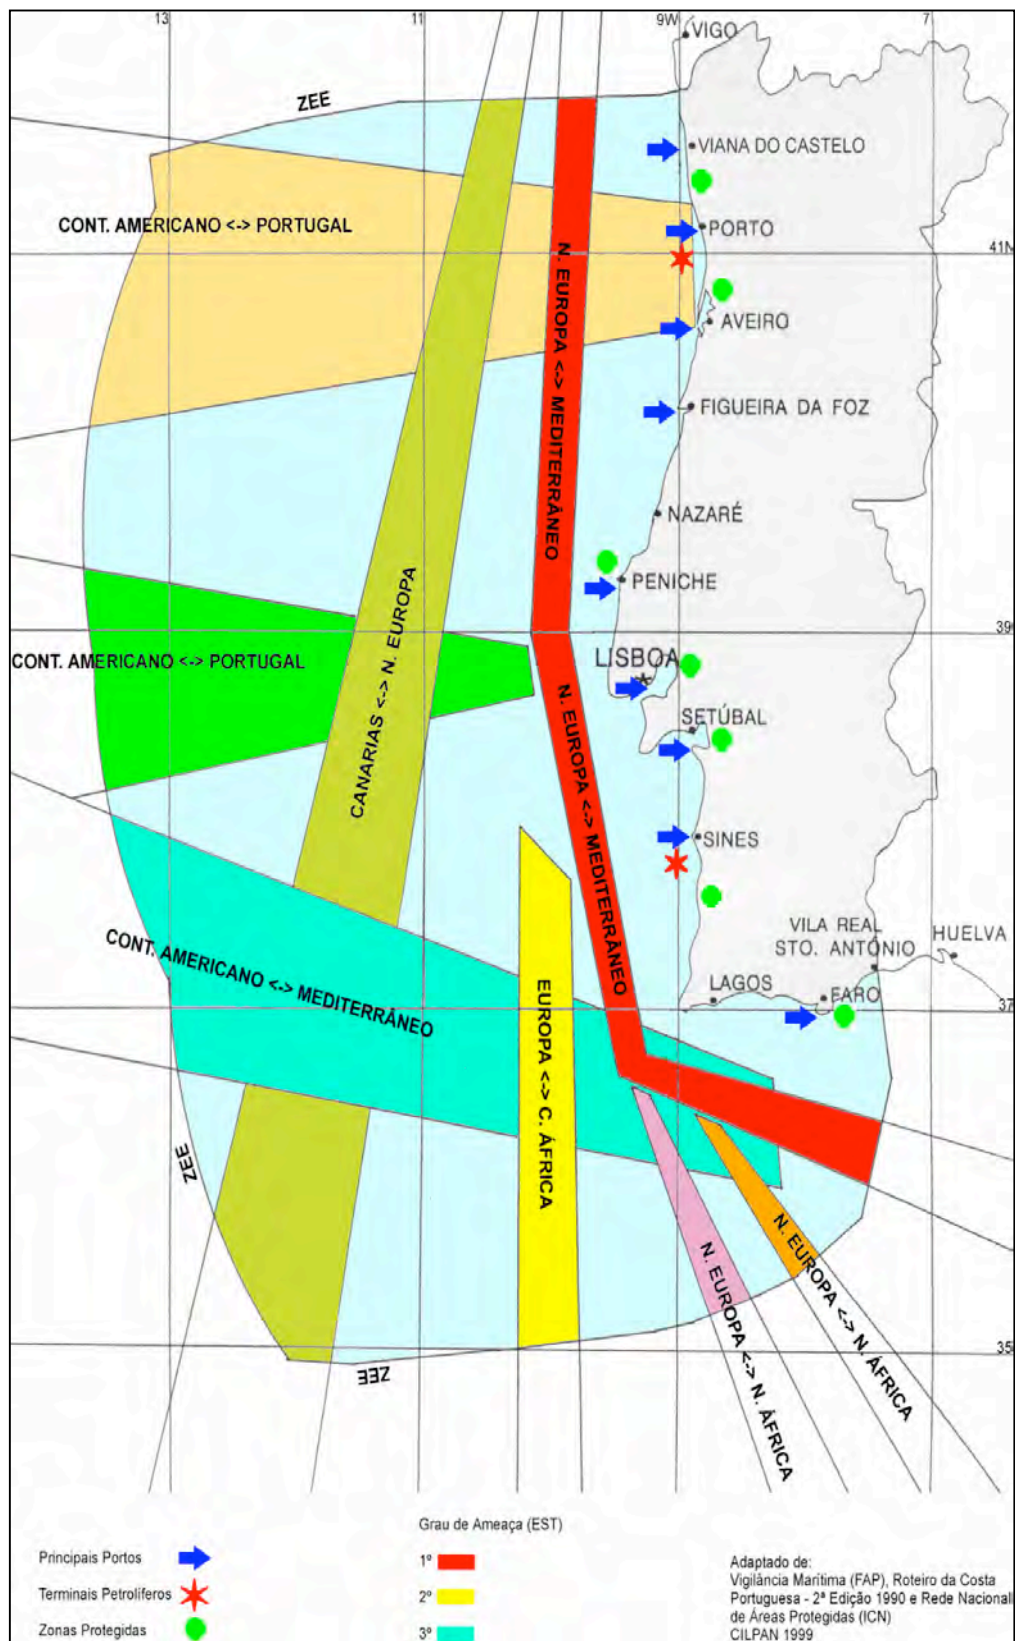 13
11
9W
7
VIGO
ZEE
VIANA DO CASTELO
CONT. AMERICANO <-> PORTUGAL
PORTO
41N
N. EUROPA <-> MEDITERRÂNEO
AVEIRO
FIGUEIRA DA FOZ
NAZARÉ
PENICHE
CANARIAS <-> N. EUROPA
39
LISBOA
CONT. AMERICANO <-> PORTUGAL
SETÚBAL
N. EUROPA <-> MEDITERRÂNEO
SINES
VILA REAL
STO. ANTÓNIO
HUELVA
CONT. AMERICANO <-> MEDITERRÂNEO
LAGOS
FARO
37
EUROPA <-> C. ÁFRICA
ZEE
N. EUROPA <-> N. ÁFRICA
N. EUROPA <-> N. ÁFRICA
35
ZEE
Grau de Ameaça (EST)
Principais Portos
1º
Terminais Petrolíferos
2º
Zonas Protegidas
3º
Adaptado de:
Vigilância Marítima (FAP), Roteiro da Costa
Portuguesa - 2ª Edição 1990 e Rede Nacional
de Áreas Protegidas (ICN)
CILPAN 1999